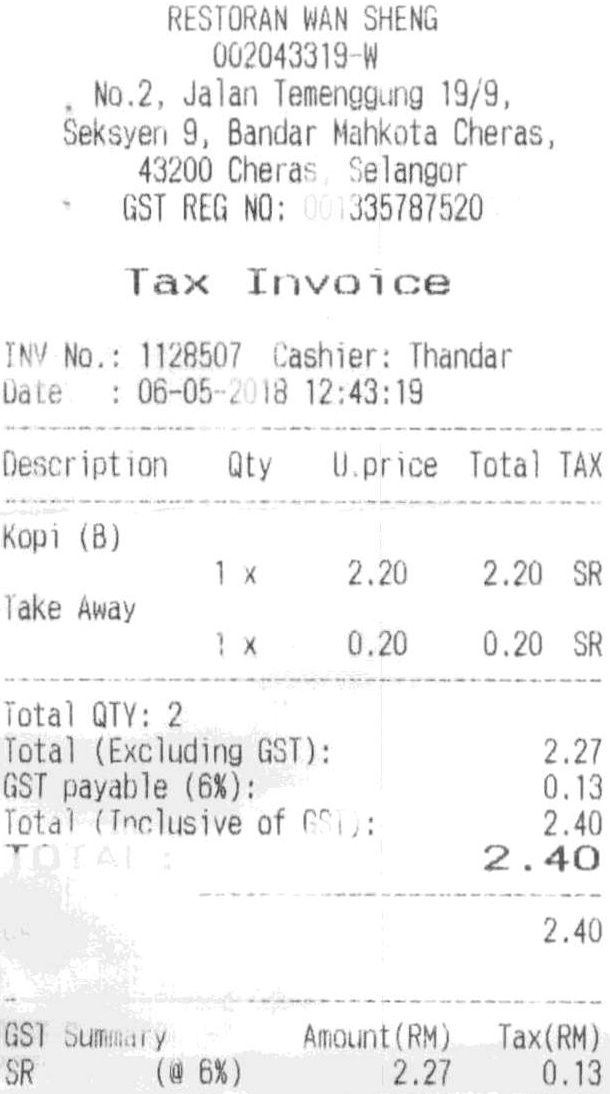 RESTORAN WAN SHENG
002043319-W
No.2, Jalan Temenggung 19/9,
Seksyen 9, Bandar Mahkota Cheras,
43200 Cheras, Selangor
GST REG NO: 001335787520
Tax Invoice
INV No.: 1128507 Cashier: Thandar
Date : 06-05-2018 12:43:19
Description Qty U.price Total TAX
Kopi (B)
1 x 2.20 2.20 SR
Take Away
1 x 0.20 0.20 SR
Total QTY: 2
Total (Excluding GST): 2.27
GST payable (6%): 0.13
Total (Inclusive of GST): 2.40
TOTAL : 2.40
2.40
GST Summary Amount(RM) Tax(RM)
SR (@ 6%) 2.27 0.13